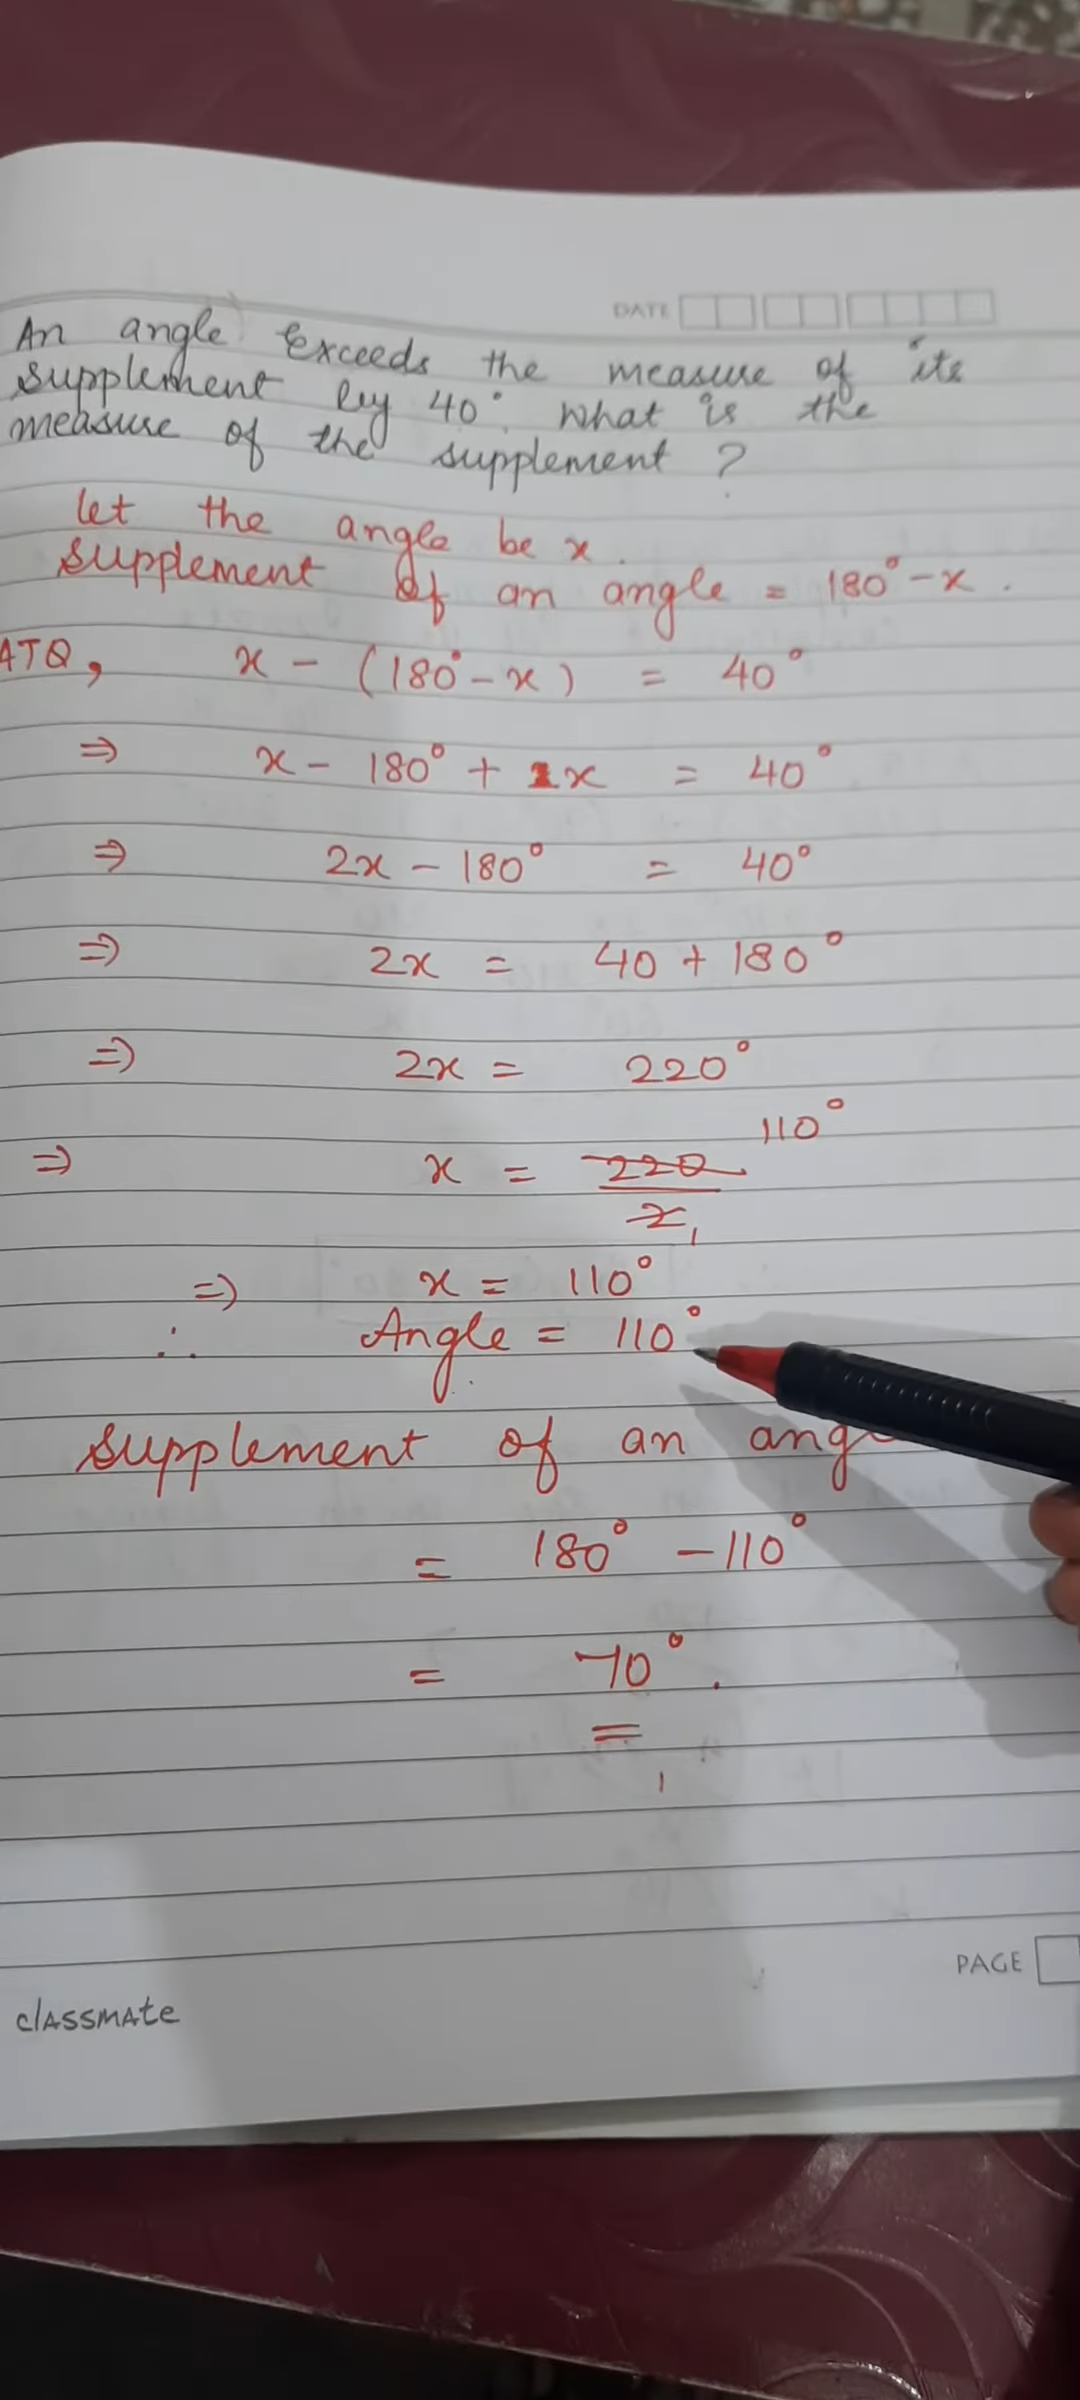 DATE
An angle Exceeds the measure of its
supplement by 40°. What is the
measure of the supplement ?
let the angle be x.
Supplement of an angle = 180° - x.
ATQ, x - (180° - x) = 40°
⇒ x - 180° + 1x = 40°
⇒ 2x - 180° = 40°
⇒ 2x = 40 + 180°
⇒ 2x = 220°
110°
⇒ x = 220
2 1
⇒ x = 110°
∴ Angle = 110°
Supplement of an
= 180° - 110°
= 70°.
PAGE
classmate